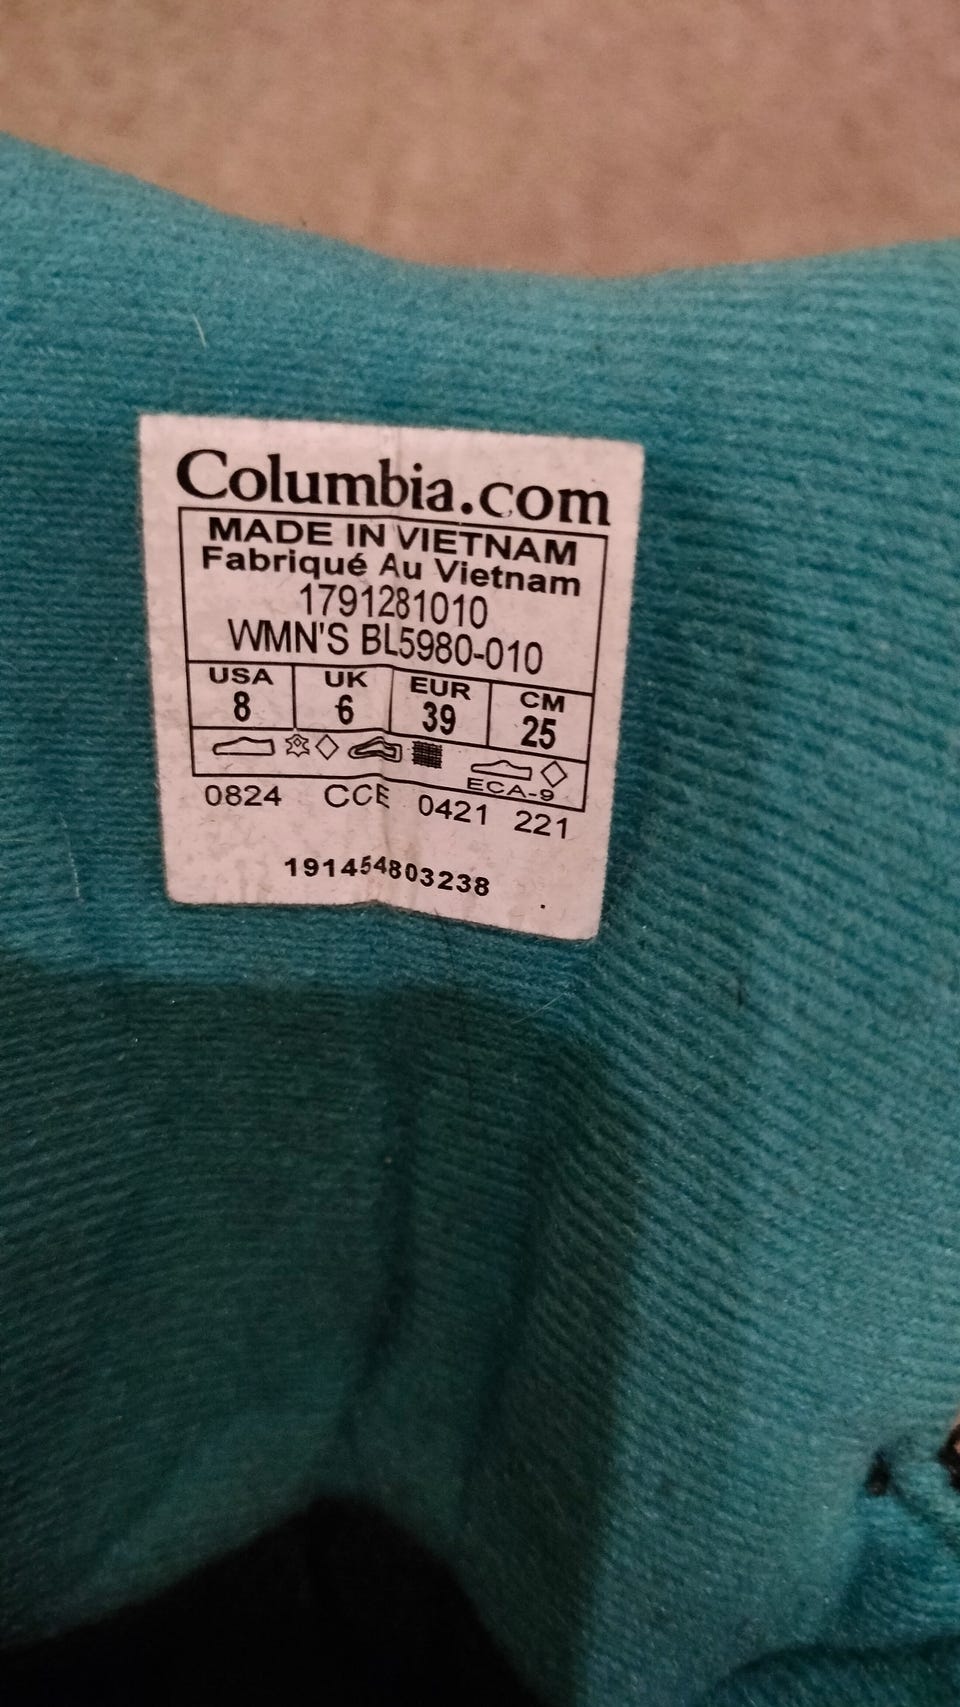 Columbia.com
MADE IN VIETNAM
Fabriqué Au Vietnam
1791281010
WMN'S BL5980-010
USA UK EUR CM
8 6 39 25
ECA-9
0824 CCE 0421 221
191454803238